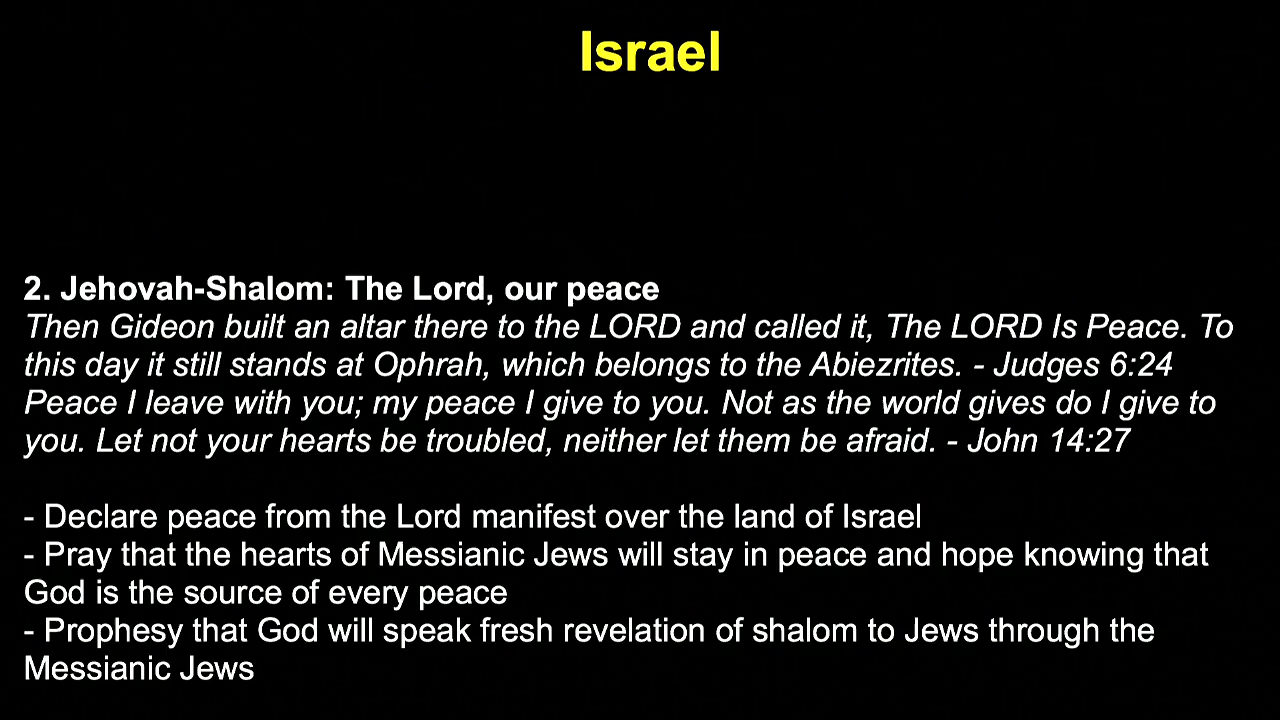 Israel
2. Jehovah-Shalom: The Lord, our peace
Then Gideon built an altar there to the LORD and called it, The LORD Is Peace. To
this day it still stands at Ophrah, which belongs to the Abiezrites. - Judges 6:24
Peace I leave with you; my peace I give to you. Not as the world gives do I give to
you. Let not your hearts be troubled, neither let them be afraid. - John 14:27
- Declare peace from the Lord manifest over the land of Israel
- Pray that the hearts of Messianic Jews will stay in peace and hope knowing that
God is the source of every peace
- Prophesy that God will speak fresh revelation of shalom to Jews through the
Messianic Jews